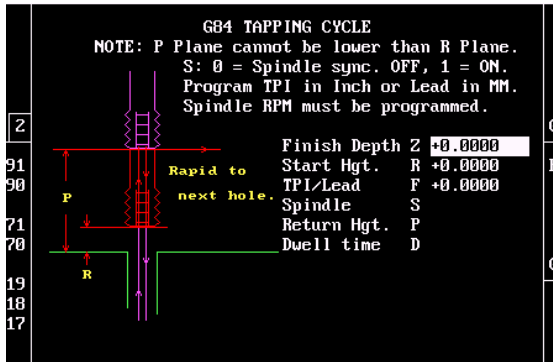 G84 TAPPING CYCLE
NOTE: P Plane cannot be lower than R Plane.
S: 0 = Spindle sync. OFF, 1 = ON.
Program TPI in Inch or Lead in MM.
Spindle RPM must be programmed.
2
Finish Depth Z +0.0000
91
Rapid to
Start Hgt. R +0.0000
90
next hole.
TPI/Lead F +0.0000
P
Spindle S
71
Return Hgt. P
70
Dwell time D
R
19
18
17